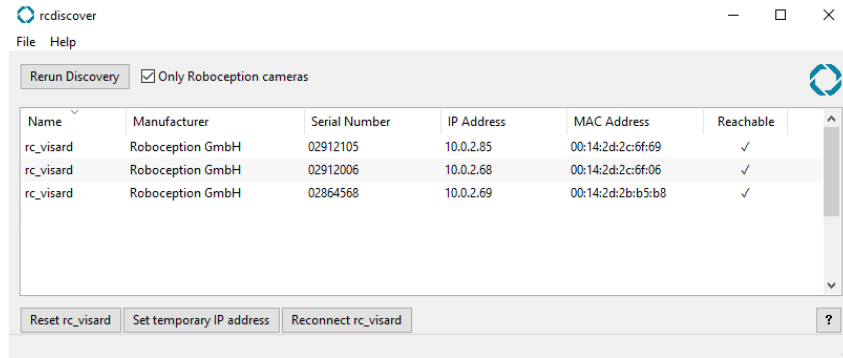 rcdiscover
File Help
Rerun Discovery Only Roboception cameras
Name Manufacturer Serial Number IP Address MAC Address Reachable
rc_visard Roboception GmbH 02912105 10.0.2.85 00:14:2d:2c:6f:69 ✓
rc_visard Roboception GmbH 02912006 10.0.2.68 00:14:2d:2c:6f:06 ✓
rc_visard Roboception GmbH 02864568 10.0.2.69 00:14:2d:2b:b5:b8 ✓
Reset rc_visard Set temporary IP address Reconnect rc_visard ?